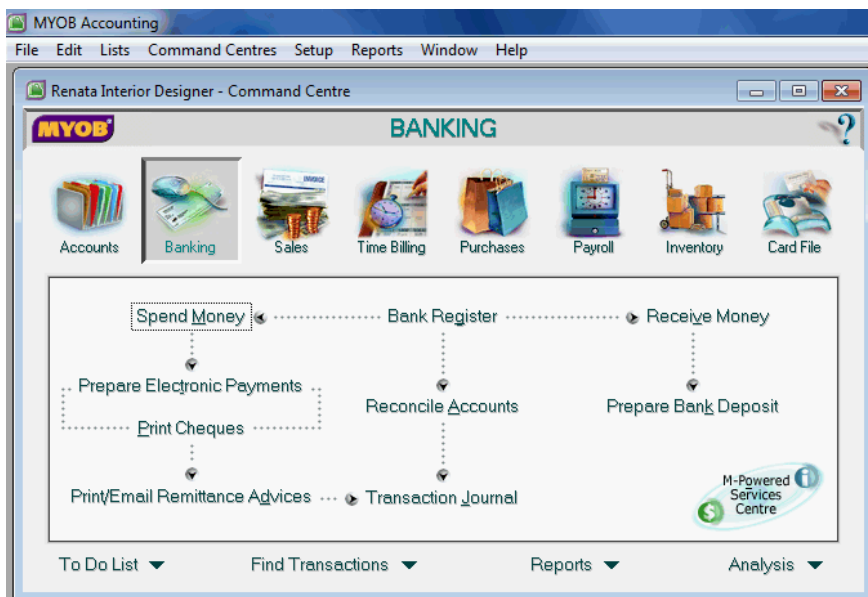 MYOB Accounting
File Edit Lists Command Centres Setup Reports Window Help
Renata Interior Designer - Command Centre
MYOB BANKING ?
Accounts Banking Sales Time Billing Purchases Payroll Inventory Card File
Spend Money Bank Register Receive Money
Prepare Electronic Payments
Reconcile Accounts Prepare Bank Deposit
Print Cheques
Print/Email Remittance Advices Transaction Journal
M-Powered
Services
Centre
To Do List Find Transactions Reports Analysis